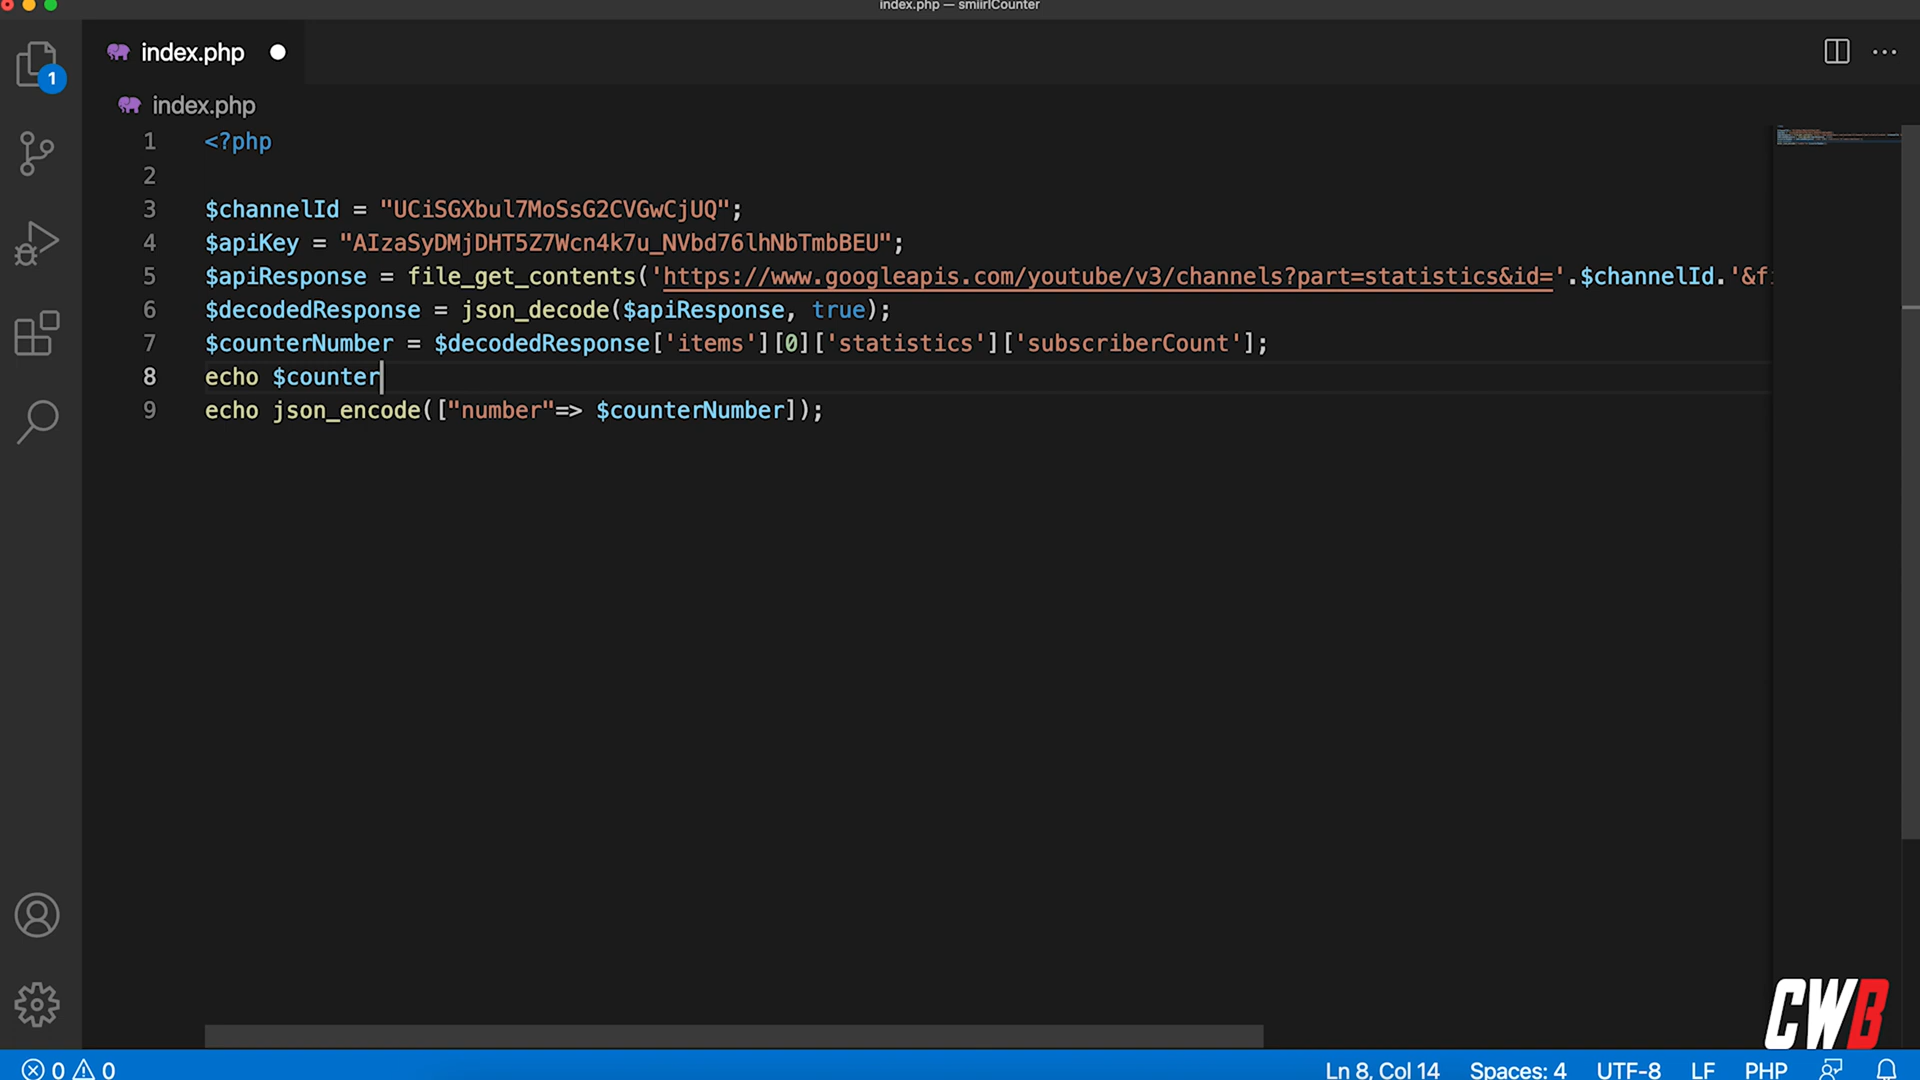 index.php — smiirlCounter
index.php
1
index.php
1 <?php
2
3 $channelId = "UCiSGXbul7MoSsG2CVGwCjUQ";
4 $apiKey = "AIzaSyDMjDHT5Z7Wcn4k7u_NVbd76lhNbTmbBEU";
5 $apiResponse = file_get_contents('https://www.googleapis.com/youtube/v3/channels?part=statistics&id='.$channelId.'&f
6 $decodedResponse = json_decode($apiResponse, true);
7 $counterNumber = $decodedResponse['items'][0]['statistics']['subscriberCount'];
8 echo $counter
9 echo json_encode(["number"=> $counterNumber]);
CWB
0 0 Ln 8, Col 14 Spaces: 4 UTF-8 LF PHP